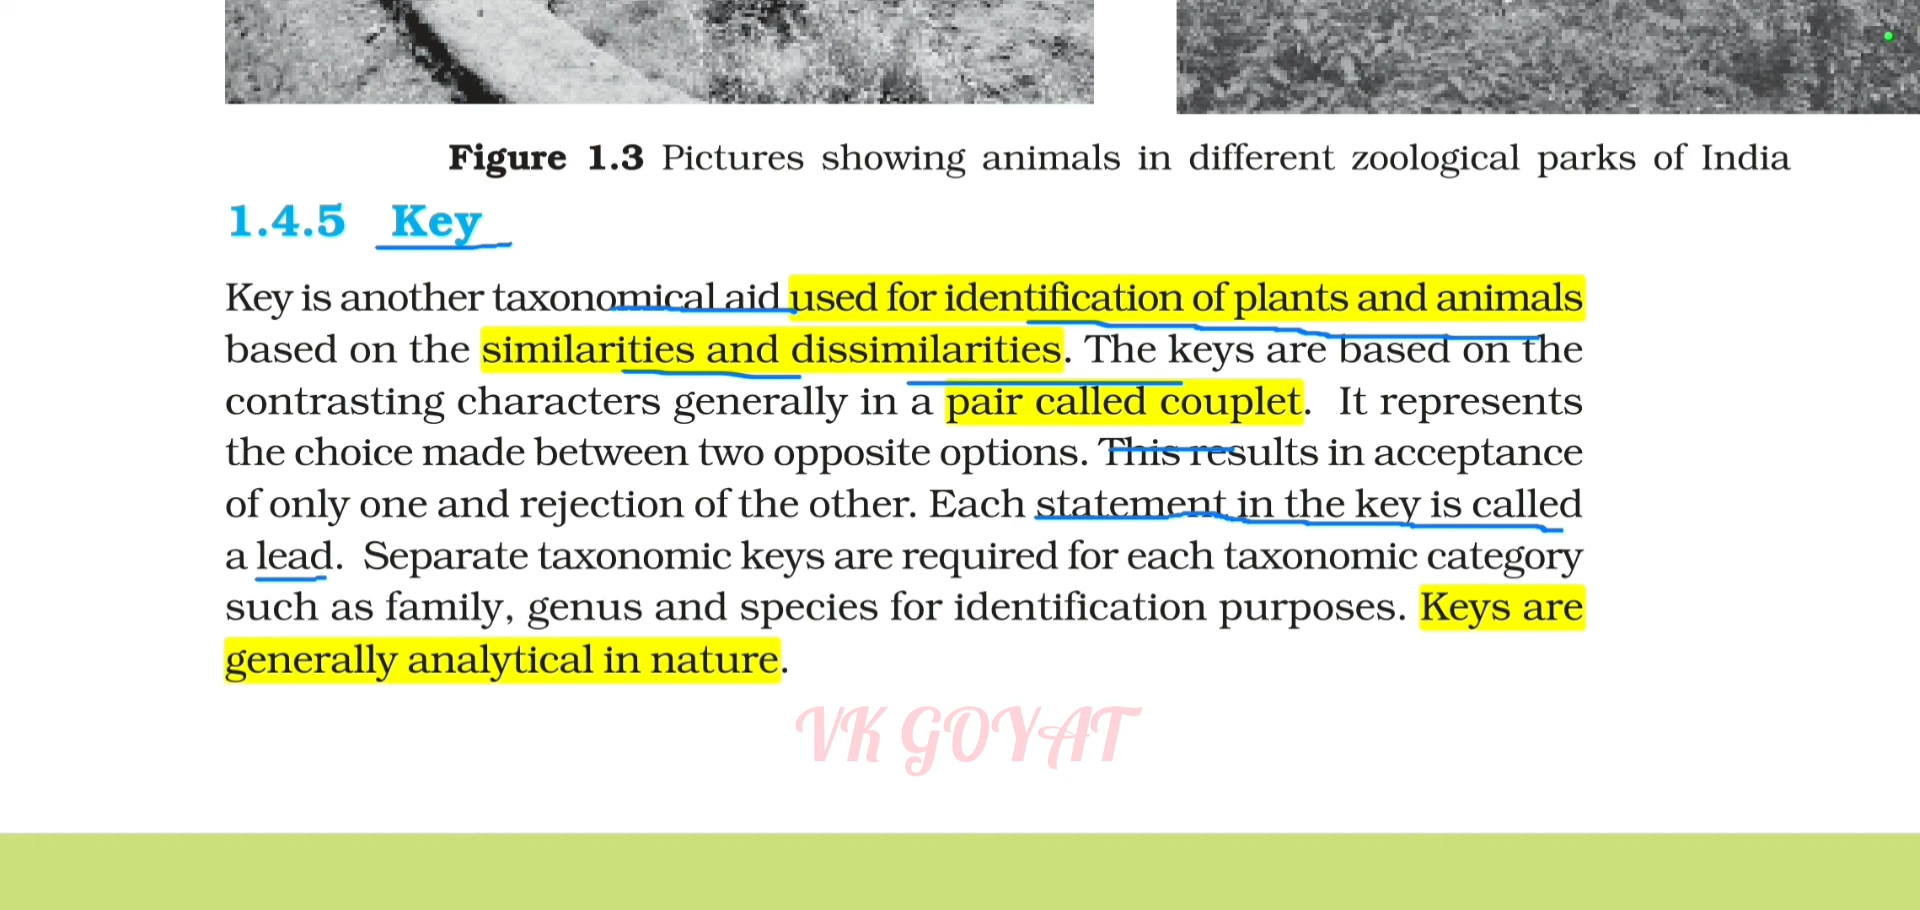 Figure 1.3 Pictures showing animals in different zoological parks of India
1.4.5 Key
Key is another taxonomical aid used for identification of plants and animals
based on the similarities and dissimilarities. The keys are based on the
contrasting characters generally in a pair called couplet. It represents
the choice made between two opposite options. This results in acceptance
of only one and rejection of the other. Each statement in the key is called
a lead. Separate taxonomic keys are required for each taxonomic category
such as family, genus and species for identification purposes. Keys are
generally analytical in nature.
VK GOYAT